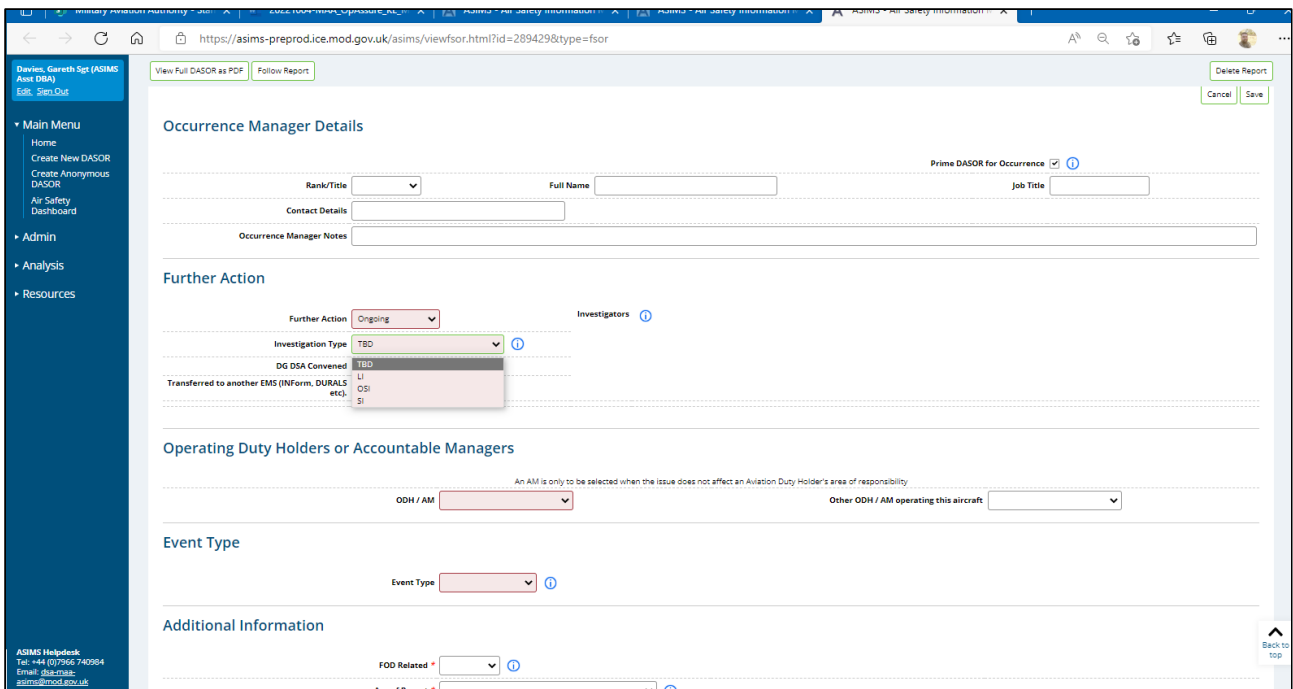 Military Aviation Authority - Staf
20221004-MAA_OpAssure_RL_I
ASIMS - Air Safety Information
ASIMS - Air Safety Information
ASIMS - Air Safety Information
https://asims-preprod.ice.mod.gov.uk/asims/viewfsor.html?id=289429&type=fsor
Davies, Gareth Sgt (ASIMS
Asst DBA)
Edit Sign Out
View Full DASOR as PDF Follow Report Delete Report
Cancel Save
Main Menu
Home
Create New DASOR
Create Anonymous
DASOR
Air Safety
Dashboard
Admin
Analysis
Resources
Occurrence Manager Details
Prime DASOR for Occurrence
Rank/Title Full Name Job Title
Contact Details
Occurrence Manager Notes
Further Action
Further Action Ongoing Investigators
Investigation Type TBD
DG DSA Convened TBD
LI
Transferred to another EMS (INForm, DURALS
etc).
OSI
SI
Operating Duty Holders or Accountable Managers
An AM is only to be selected when the issue does not affect an Aviation Duty Holder's area of responsibility
ODH / AM Other ODH / AM operating this aircraft
Event Type
Event Type
Additional Information
FOD Related *
Back to
top
ASIMS Helpdesk
Tel: +44 (0)7966 740984
Email: dsa-maa-
asims@mod.gov.uk